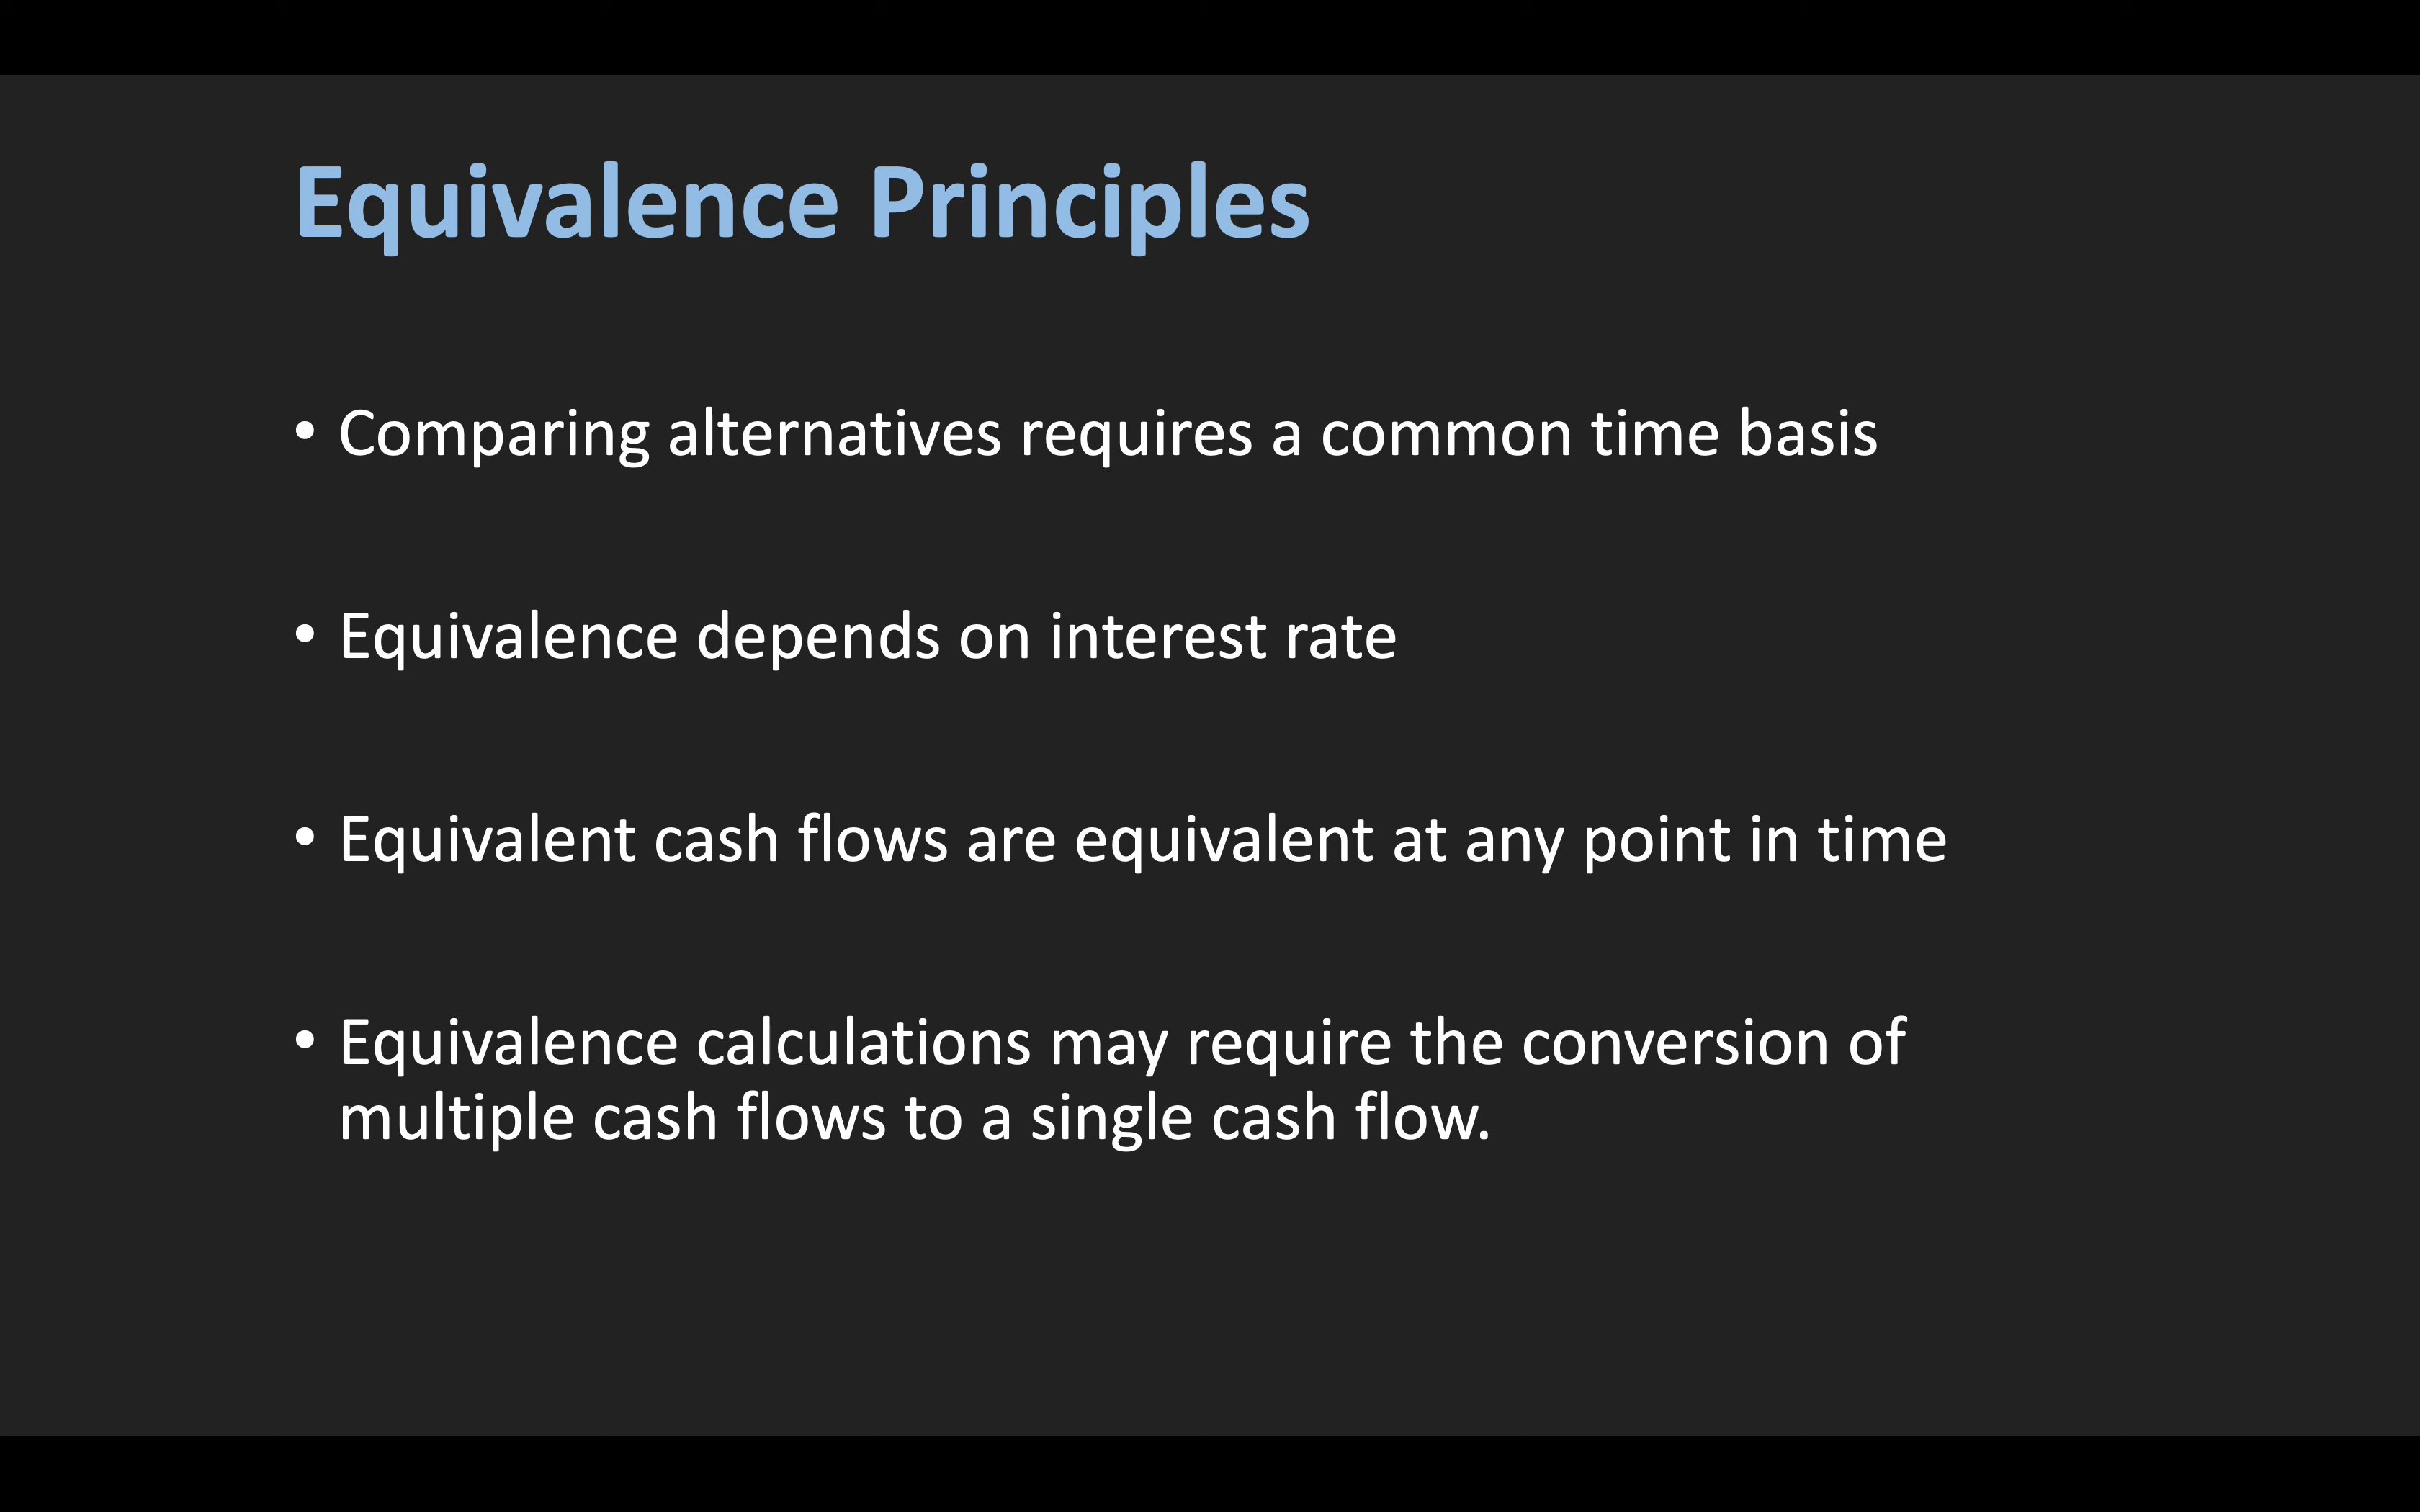 Equivalence Principles
• Comparing alternatives requires a common time basis
• Equivalence depends on interest rate
• Equivalent cash flows are equivalent at any point in time
• Equivalence calculations may require the conversion of
multiple cash flows to a single cash flow.